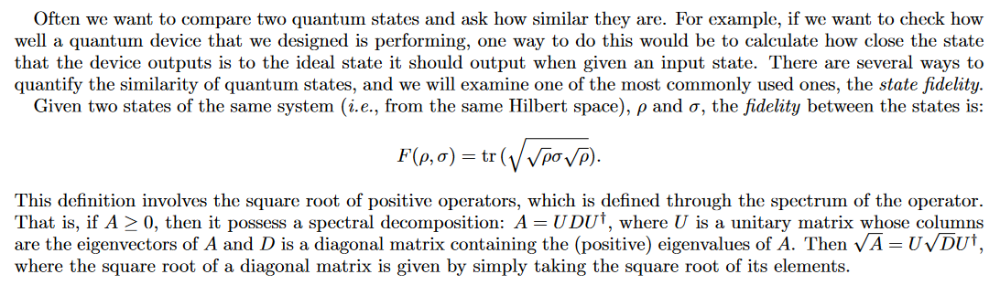 Often we want to compare two quantum states and ask how similar they are. For example, if we want to check how
well a quantum device that we designed is performing, one way to do this would be to calculate how close the state
that the device outputs is to the ideal state it should output when given an input state. There are several ways to
quantify the similarity of quantum states, and we will examine one of the most commonly used ones, the state fidelity.
Given two states of the same system (i.e., from the same Hilbert space), ρ and σ, the fidelity between the states is:
F(ρ, σ) = tr (√(√ρσ√ρ)).
This definition involves the square root of positive operators, which is defined through the spectrum of the operator.
That is, if A ≥ 0, then it possess a spectral decomposition: A = UDU†, where U is a unitary matrix whose columns
are the eigenvectors of A and D is a diagonal matrix containing the (positive) eigenvalues of A. Then √A = U√DU†,
where the square root of a diagonal matrix is given by simply taking the square root of its elements.